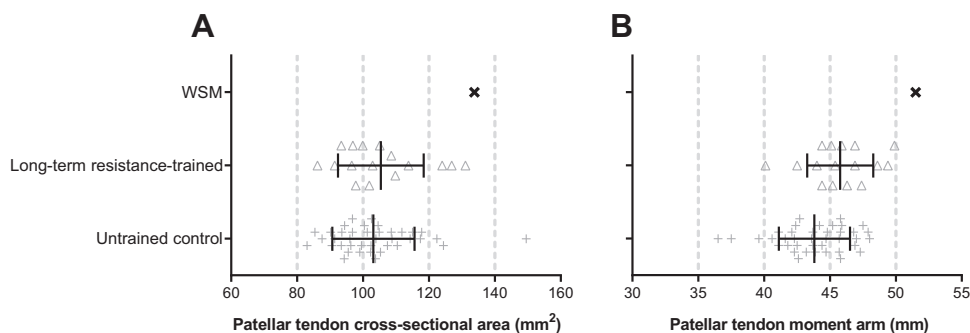 A
B
WSM
Long-term resistance-trained
Untrained control
60 80 100 120 140 160
30 35 40 45 50 55
Patellar tendon cross-sectional area (mm²)
Patellar tendon moment arm (mm)